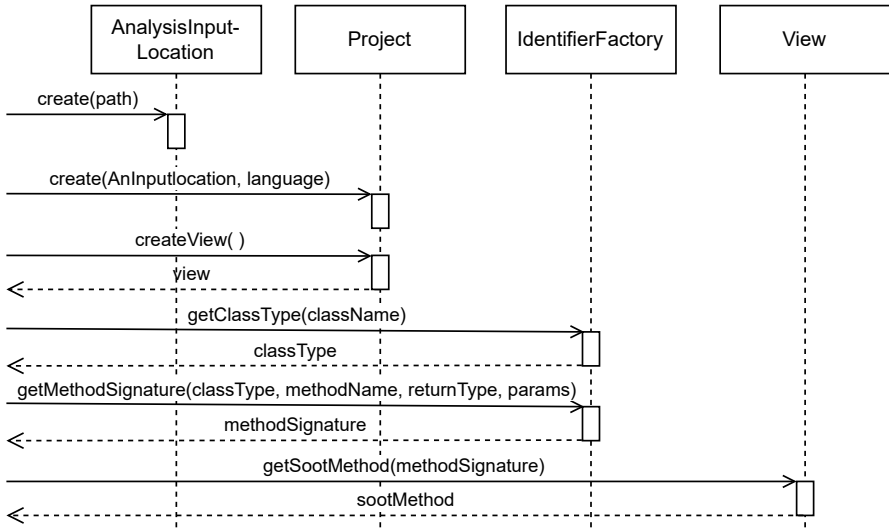 AnalysisInput-
Location
Project
IdentifierFactory
View
create(path)
create(AnInputlocation, language)
createView( )
view
getClassType(className)
classType
getMethodSignature(classType, methodName, returnType, params)
methodSignature
getSootMethod(methodSignature)
sootMethod